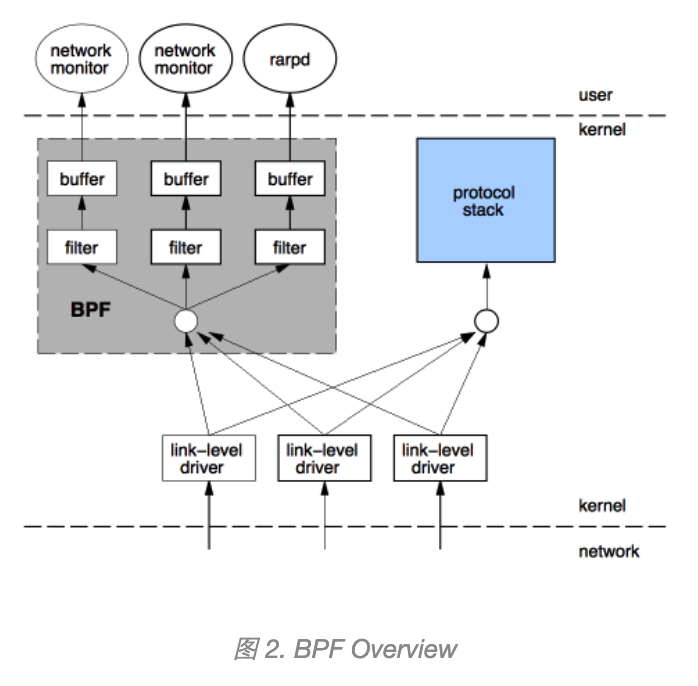 network
monitor
network
monitor
rarpd
user
kernel
buffer
buffer
buffer
protocol
stack
filter
filter
filter
BPF
link-level
driver
link-level
driver
link-level
driver
kernel
network
图 2. BPF Overview